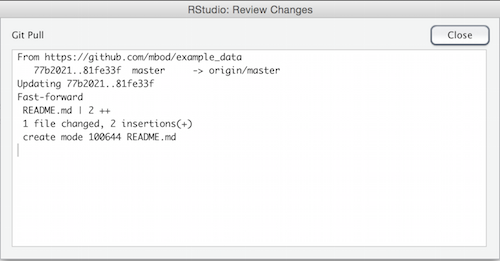 RStudio: Review Changes
Git Pull
Close
From https://github.com/mbod/example_data
77b2021..81fe33f master -> origin/master
Updating 77b2021..81fe33f
Fast-forward
README.md | 2 ++
1 file changed, 2 insertions(+)
create mode 100644 README.md